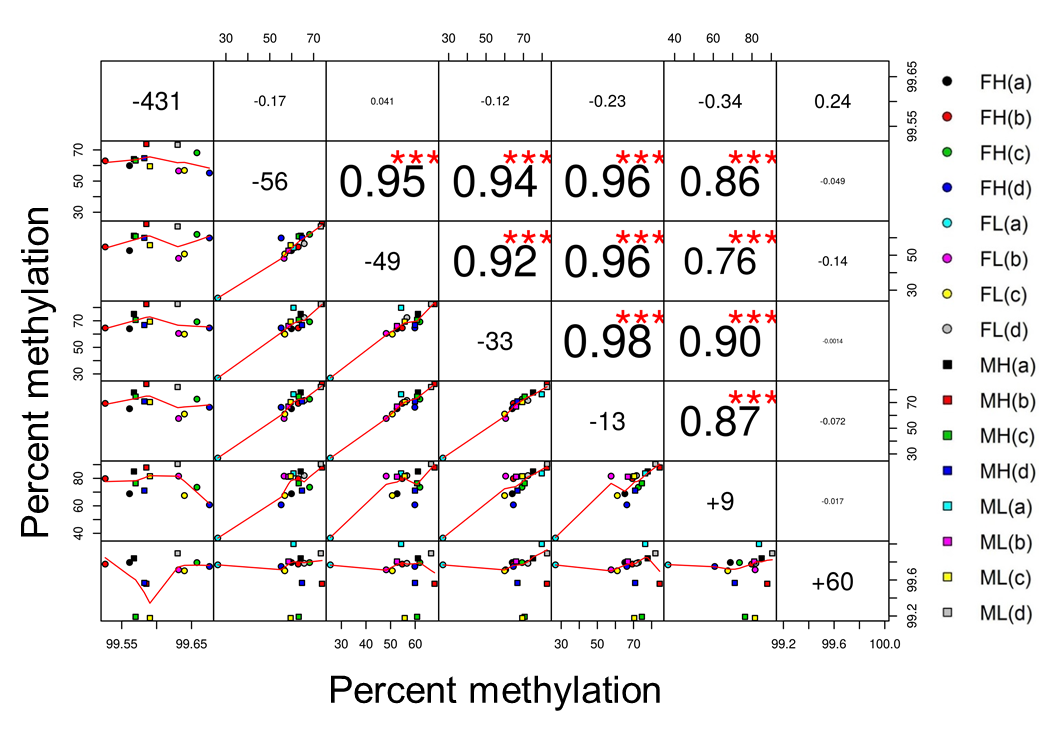 30 50 70 30 50 70 40 60 80
-431 -0.17 0.041 -0.12 -0.23 -0.34 0.24 99.55 99.65
30 50 70 -56 0.95 *** 0.94 *** 0.96 *** 0.86 *** -0.049
-49 0.92 *** 0.96 *** 0.76 *** -0.14 30 50
30 50 70 -33 0.98 *** 0.90 *** -0.0014
-13 0.87 *** -0.072 30 50 70
40 60 80 +9 -0.017
+60 99.2 99.6
99.55 99.65 30 40 50 60 30 50 70 99.2 99.6 100.0
Percent methylation
Percent methylation
FH(a)
FH(b)
FH(c)
FH(d)
FL(a)
FL(b)
FL(c)
FL(d)
MH(a)
MH(b)
MH(c)
MH(d)
ML(a)
ML(b)
ML(c)
ML(d)